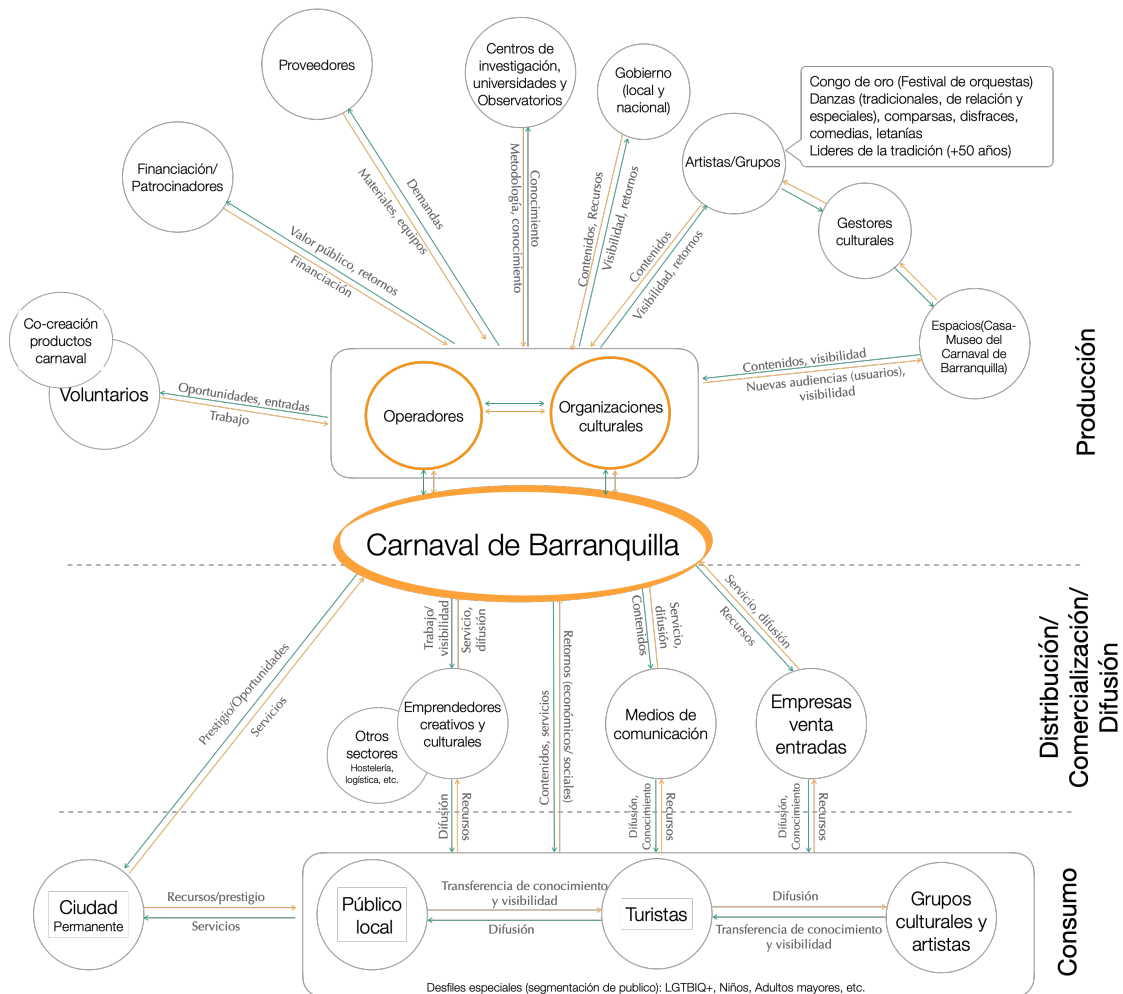 Proveedores
Centros de
investigación,
universidades y
Observatorios
Gobierno
(local y
nacional)
Congo de oro (Festival de orquestas)
Danzas (tradicionales, de relación y
especiales), comparsas, disfraces,
comedias, letanías
Lideres de la tradición (+50 años)
Artistas/Grupos
Financiación/
Patrocinadores
Gestores
culturales
Demandas
Materiales, equipos
Conocimiento
Metodología, conocimiento
Contenidos, Recursos
Visibilidad, retornos
Contenidos
Visibilidad, retornos
Valor público, retornos
Financiación
Co-creación
productos
carnaval
Voluntarios
Oportunidades, entradas
Trabajo
Espacios(Casa-
Museo del
Carnaval de
Barranquilla)
Contenidos, visibilidad
Nuevas audiencias (usuarios),
visibilidad
Operadores
Organizaciones
culturales
Producción
Carnaval de Barranquilla
Prestigio/Oportunidades
Servicios
Trabajo/
visibilidad
Servicio,
difusión
Contenidos, servicios
Retornos (económicos/
sociales)
Contenidos
Servicio,
difusión
Servicio, difusión
Recursos
Emprendedores
creativos y
culturales
Otros
sectores
Hostelería,
logística, etc.
Medios de
comunicación
Empresas
venta
entradas
Distribución/
Comercialización/
Difusión
Difusión
Recursos
Difusión,
Conocimiento
Recursos
Difusión,
Conocimiento
Recursos
Ciudad
Permanente
Recursos/prestigio
Servicios
Público
local
Transferencia de conocimiento
y visibilidad
Difusión
Turistas
Difusión
Transferencia de conocimiento
y visibilidad
Grupos
culturales y
artistas
Consumo
Desfiles especiales (segmentación de publico): LGTBIQ+, Niños, Adultos mayores, etc.